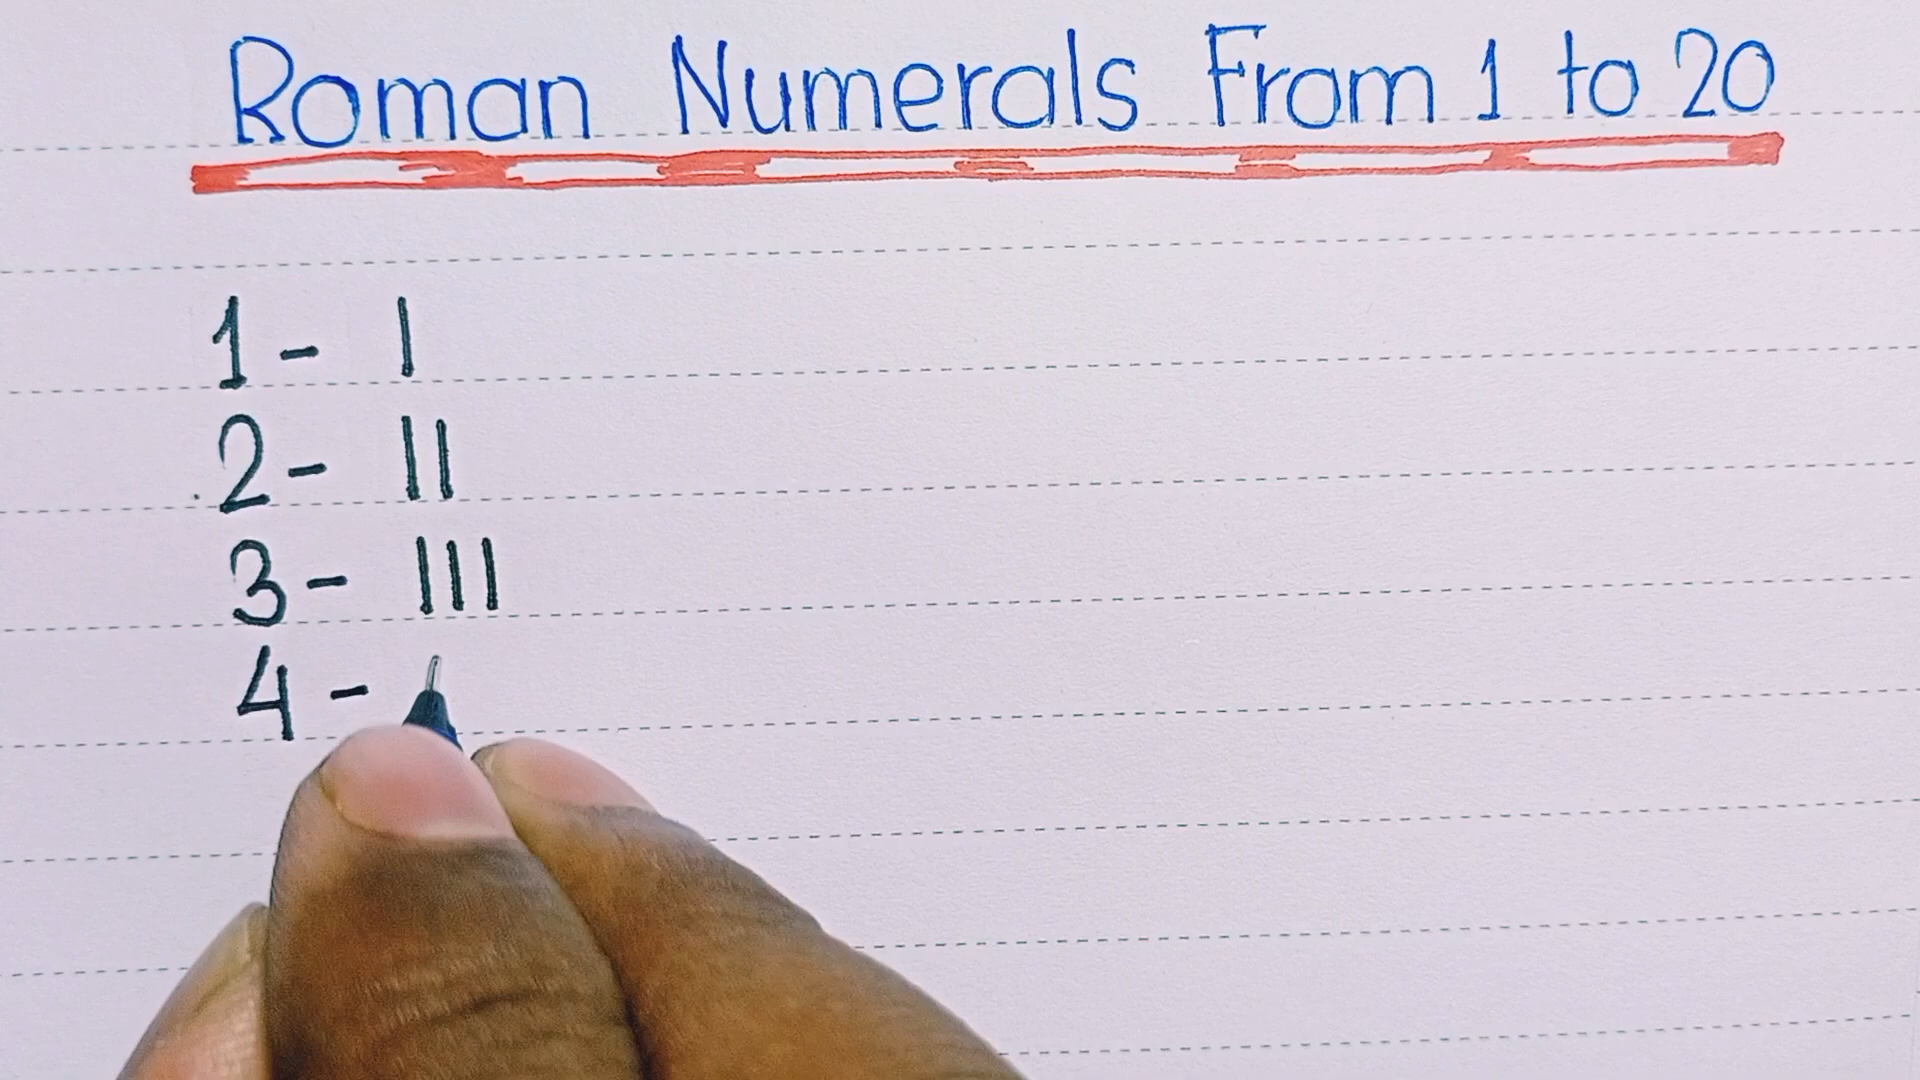 Roman Numerals From 1 to 20
1 - I
2 - II
3 - III
4 -